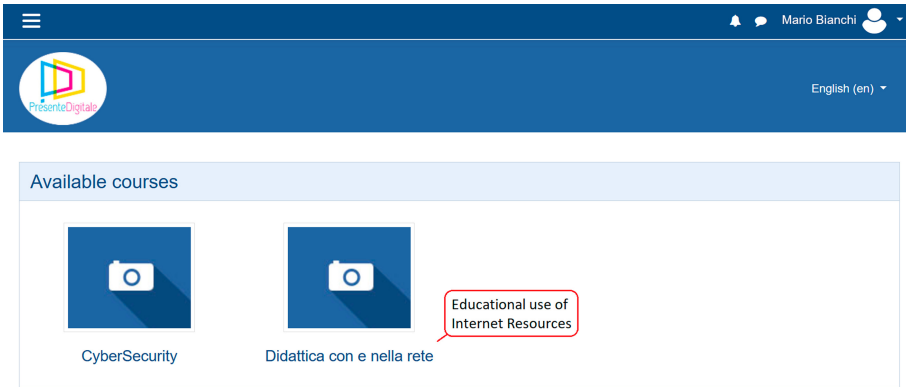 Mario Bianchi
PresenteDigitale
English (en)
Available courses
Educational use of
Internet Resources
CyberSecurity
Didattica con e nella rete